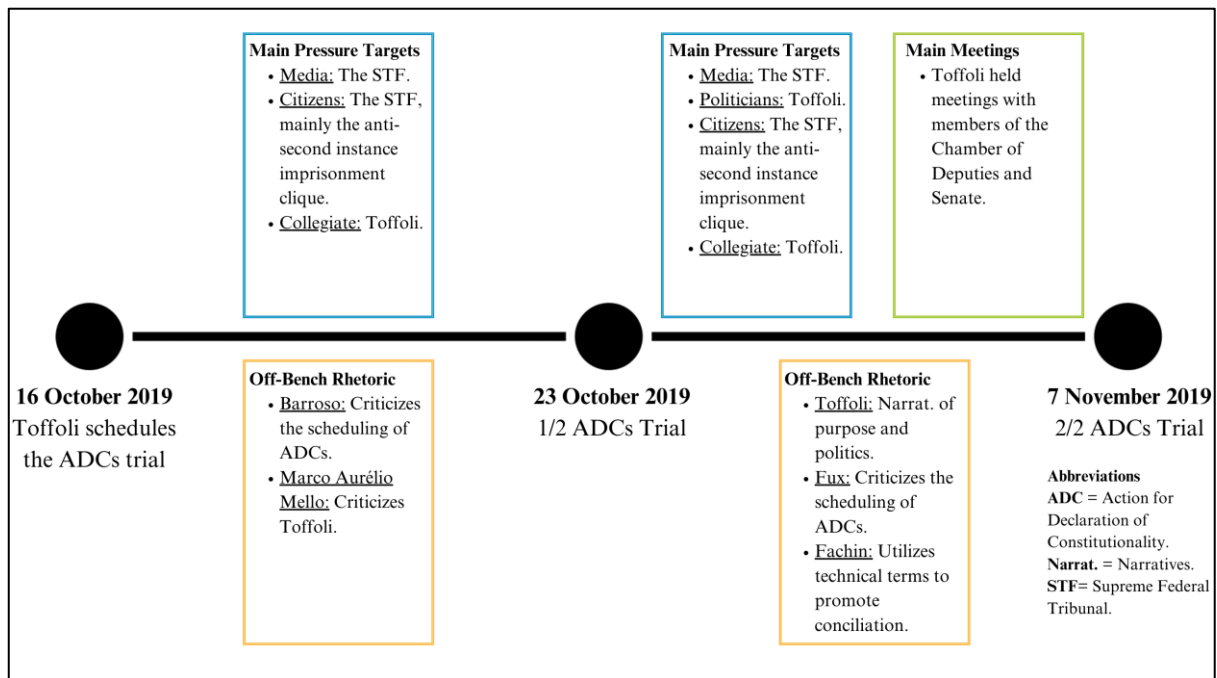 Main Pressure Targets
• Media: The STF.
• Citizens: The STF,
mainly the anti-
second instance
imprisonment
clique.
• Collegiate: Toffoli.
Main Pressure Targets
• Media: The STF.
• Politicians: Toffoli.
• Citizens: The STF,
mainly the anti-
second instance
imprisonment
clique.
• Collegiate: Toffoli.
Main Meetings
• Toffoli held
meetings with
members of the
Chamber of
Deputies and
Senate.
16 October 2019
Toffoli schedules
the ADCs trial
Off-Bench Rhetoric
• Barroso: Criticizes
the scheduling of
ADCs.
• Marco Aurélio
Mello: Criticizes
Toffoli.
23 October 2019
1/2 ADCs Trial
Off-Bench Rhetoric
• Toffoli: Narrat. of
purpose and
politics.
• Fux: Criticizes the
scheduling of
ADCs.
• Fachin: Utilizes
technical terms to
promote
conciliation.
7 November 2019
2/2 ADCs Trial
Abbreviations
ADC = Action for
Declaration of
Constitutionality.
Narrat. = Narratives.
STF= Supreme Federal
Tribunal.